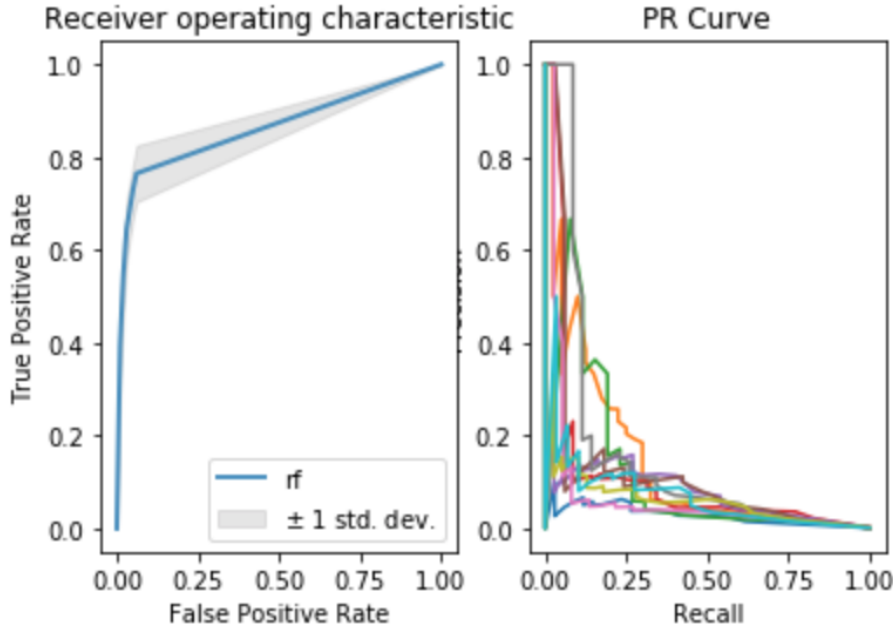 Receiver operating characteristic
1.0
0.8
0.6
0.4
0.2
0.0
True Positive Rate
rf
± 1 std. dev.
0.00 0.25 0.50 0.75 1.00
False Positive Rate
PR Curve
1.0
0.8
0.6
0.4
0.2
0.0
0.00 0.25 0.50 0.75 1.00
Recall